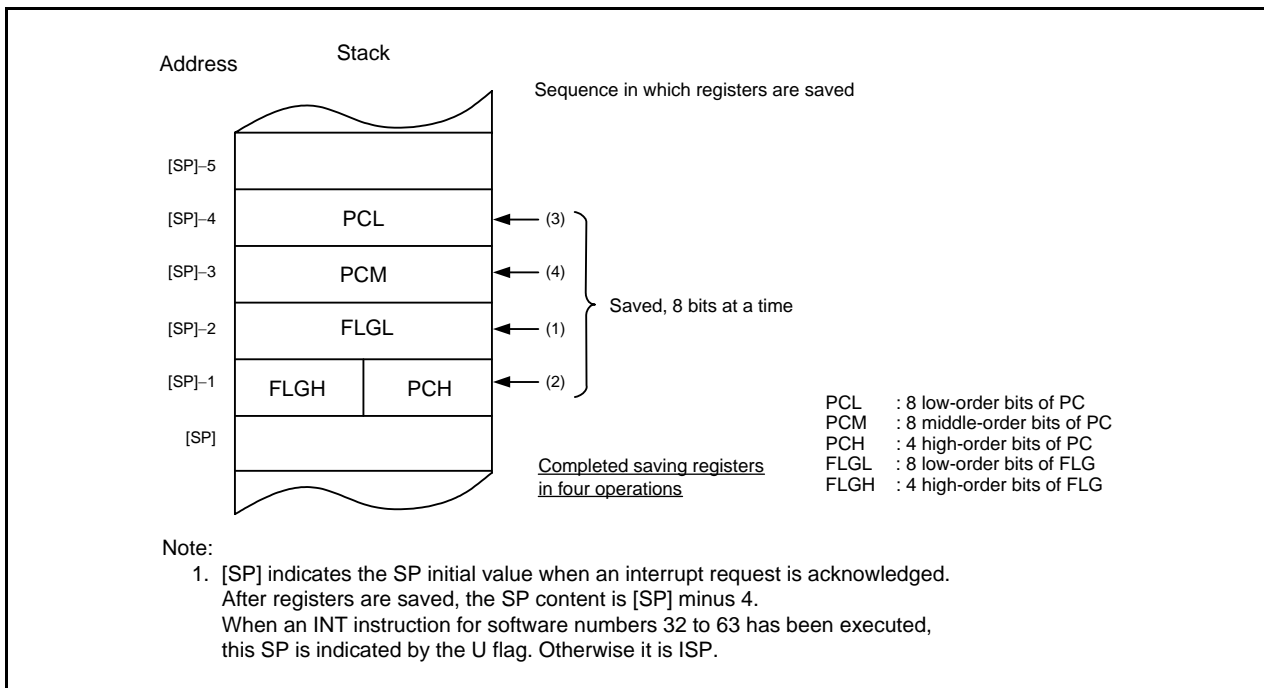 Address
Stack
Sequence in which registers are saved
[SP]−5
[SP]−4
PCL
(3)
[SP]−3
PCM
(4)
Saved, 8 bits at a time
[SP]−2
FLGL
(1)
[SP]−1
FLGH
PCH
(2)
[SP]
Completed saving registers
in four operations
PCL : 8 low-order bits of PC
PCM : 8 middle-order bits of PC
PCH : 4 high-order bits of PC
FLGL : 8 low-order bits of FLG
FLGH : 4 high-order bits of FLG
Note:
1. [SP] indicates the SP initial value when an interrupt request is acknowledged.
After registers are saved, the SP content is [SP] minus 4.
When an INT instruction for software numbers 32 to 63 has been executed,
this SP is indicated by the U flag. Otherwise it is ISP.